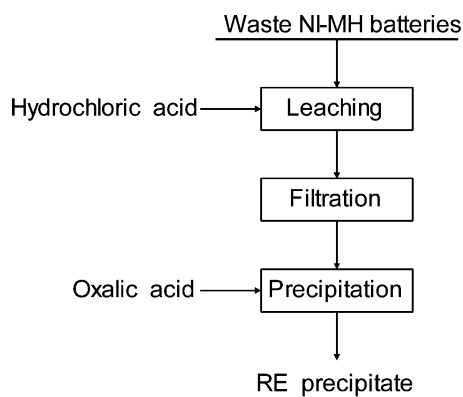 Waste NI-MH batteries
Hydrochloric acid
Leaching
Filtration
Oxalic acid
Precipitation
RE precipitate